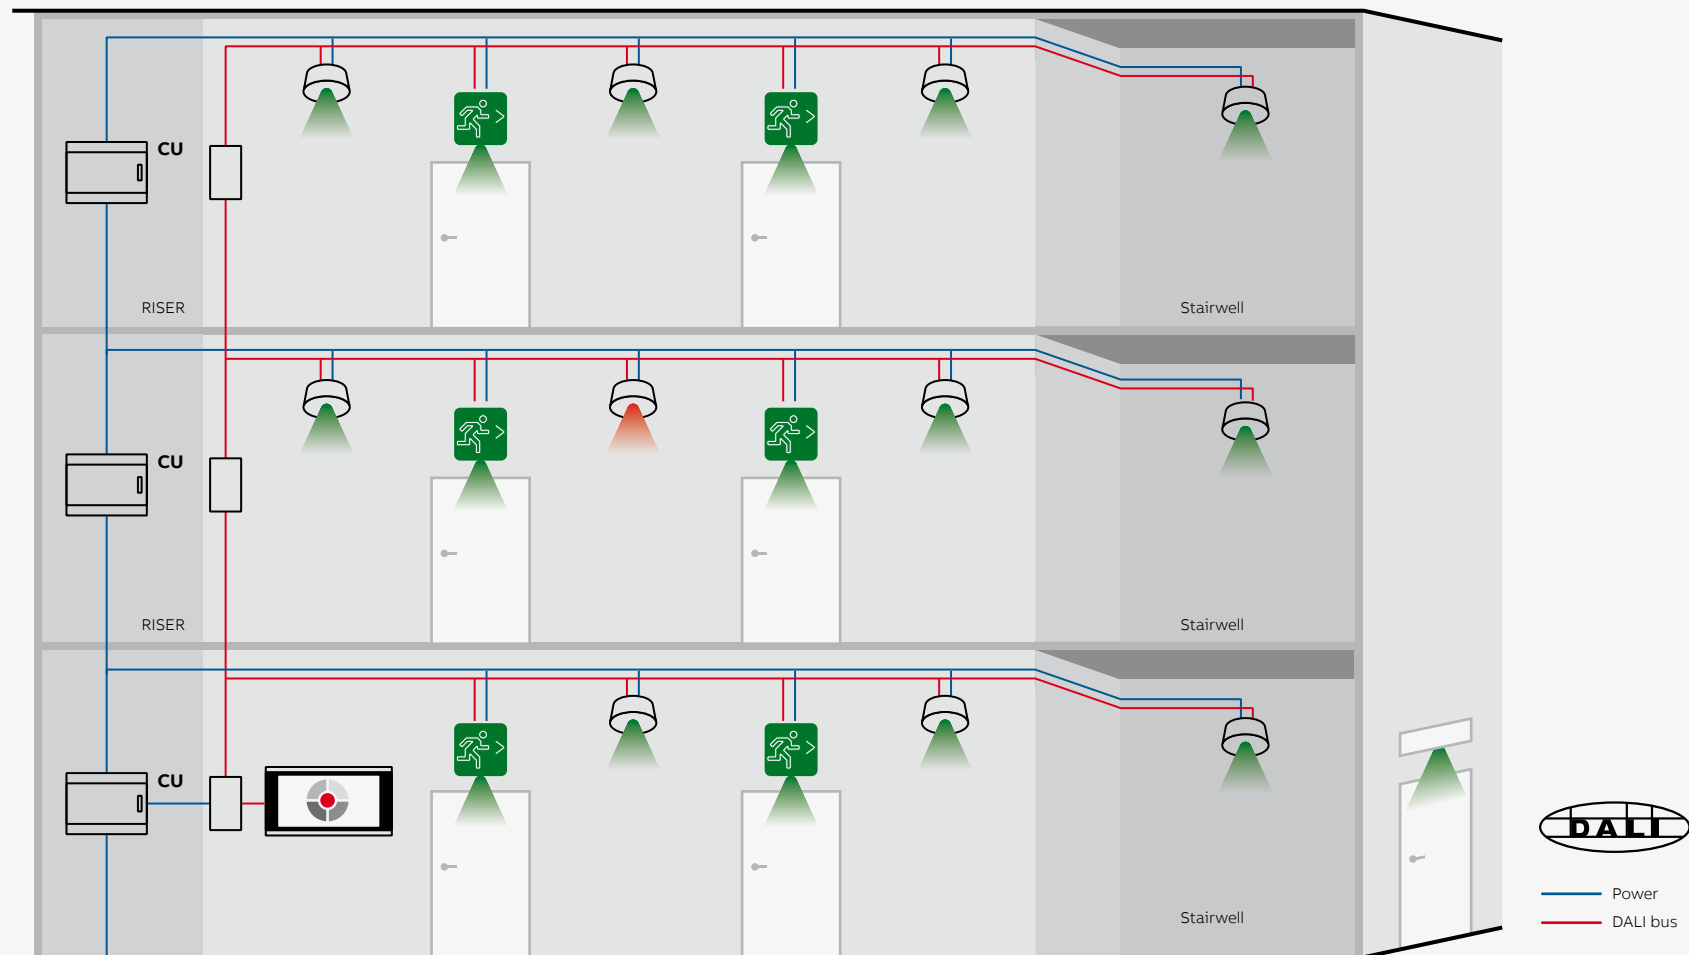 CU
RISER
Stairwell
CU
RISER
Stairwell
CU
Stairwell
DALI
Power
DALI bus